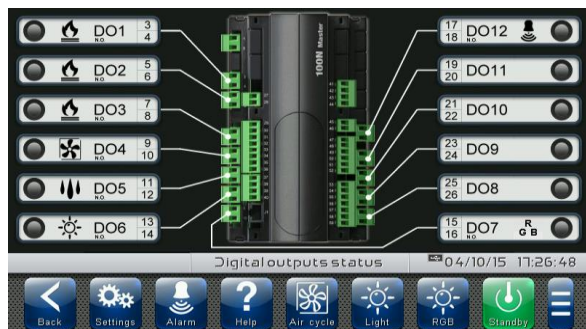 DO1 N.O. 3 4
DO2 N.O. 5 6
DO3 N.O. 7 8
DO4 N.O. 9 10
DO5 N.O. 11 12
DO6 N.O. 13 14
100N Master
17 18 DO12 N.O.
19 20 DO11
21 22 DO10
23 24 DO9
25 26 DO8
15 16 DO7 N.O. R G B
Digital outputs status
04/10/15 17:26:48
Back
Settings
Alarm
Help
Air cycle
Light
RGB
Standby